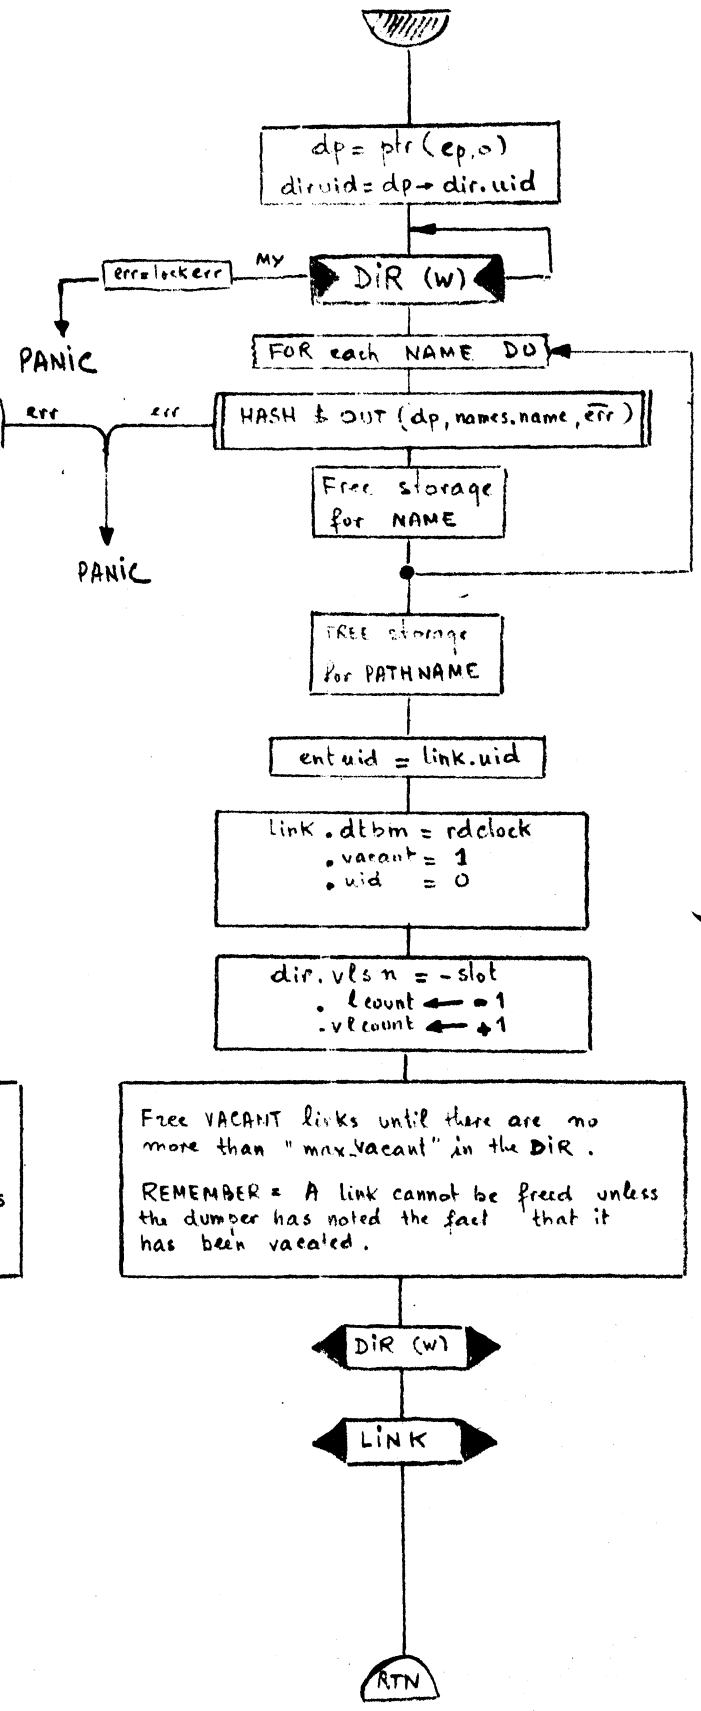 dp = ptr(ep,o)
diruid = dp → dir.uid
err=lockerr
My
DiR (W)
PANiC
FOR each NAME DO
err
err
HASH $ OUT (dp, names.name, err)
Free storage
for NAME
PANiC
FREE storage
for PATHNAME
entuid = link.uid
link.dtbm = rdclock
.vacant = 1
.uid = 0
dir.vlsn = -slot
. lcount ← -1
.vlcount ← +1
Free VACANT links until there are no
more than "max_vacant" in the DiR.
REMEMBER = A link cannot be freed unless
the dumper has noted the fact that it
has been vacated.
s
DiR (W)
LiNK
RTN